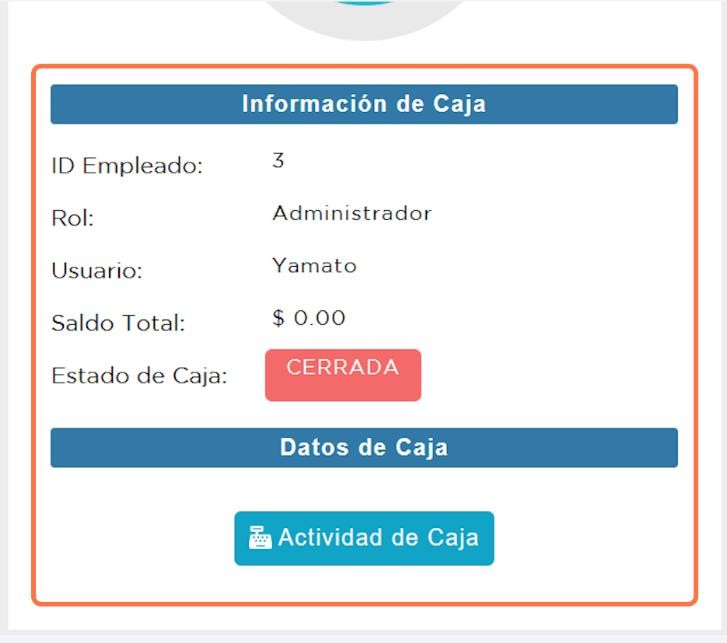 Información de Caja
ID Empleado: 3
Rol: Administrador
Usuario: Yamato
Saldo Total: $ 0.00
Estado de Caja: CERRADA
Datos de Caja
Actividad de Caja